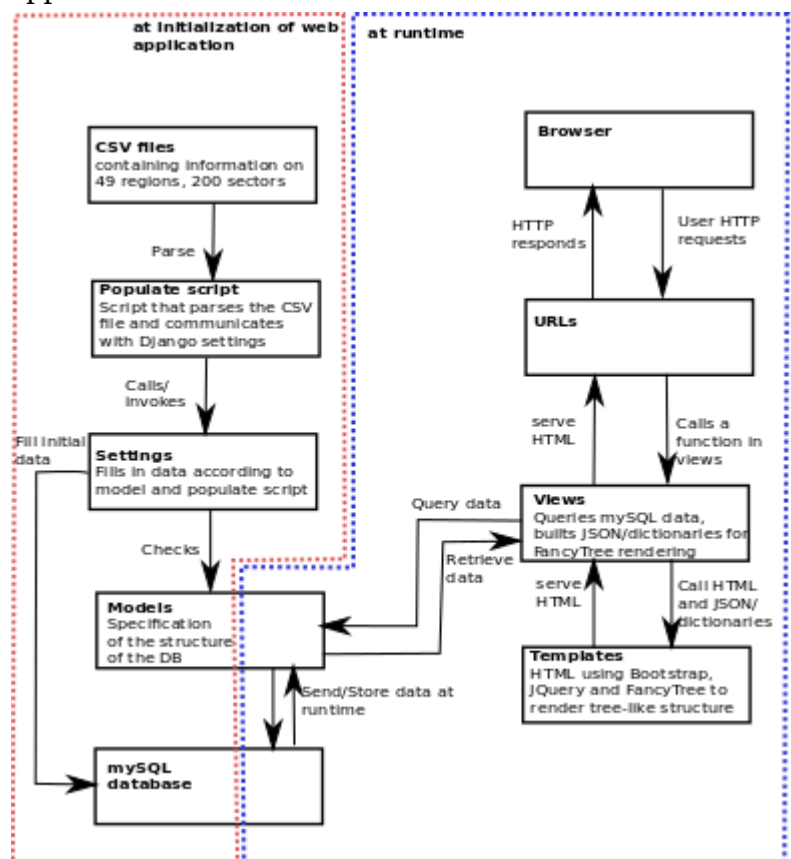 at initialization of web
application
at runtime
CSV files
containing information on
49 regions, 200 sectors
Parse
Populate script
Script that parses the CSV
file and communicates
with Django settings
Calls/
invokes
Fill initial
data
Settings
Fills in data according to
model and populate script
Checks
Models
Specification
of the structure
of the DB
Send/Store data at
runtime
mySQL
database
Browser
HTTP
responds
User HTTP
requests
URLs
serve
HTML
Calls a
function in
views
Query data
Retrieve
data
Views
Queries mySQL data,
builts JSON/dictionaries for
FancyTree rendering
serve
HTML
Call HTML
and JSON/
dictionaries
Templates
HTML using Bootstrap,
JQuery and FancyTree to
render tree-like structure